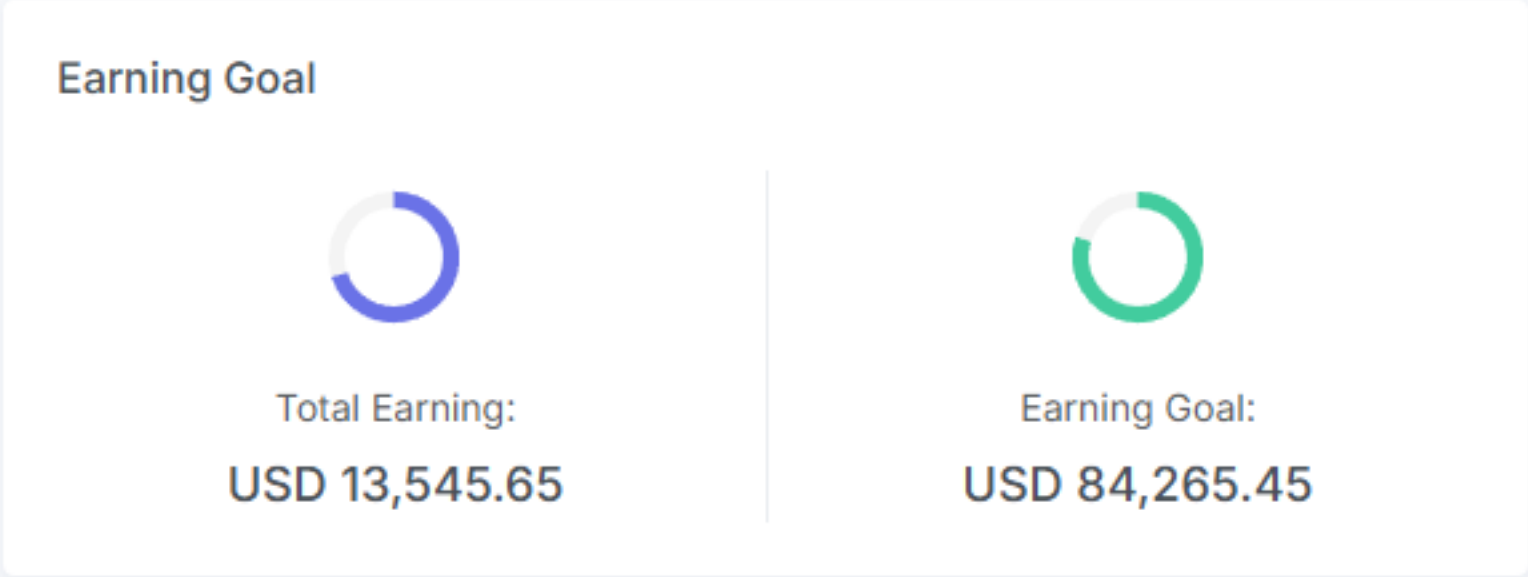 Earning Goal
Total Earning:
USD 13,545.65
Earning Goal:
USD 84,265.45